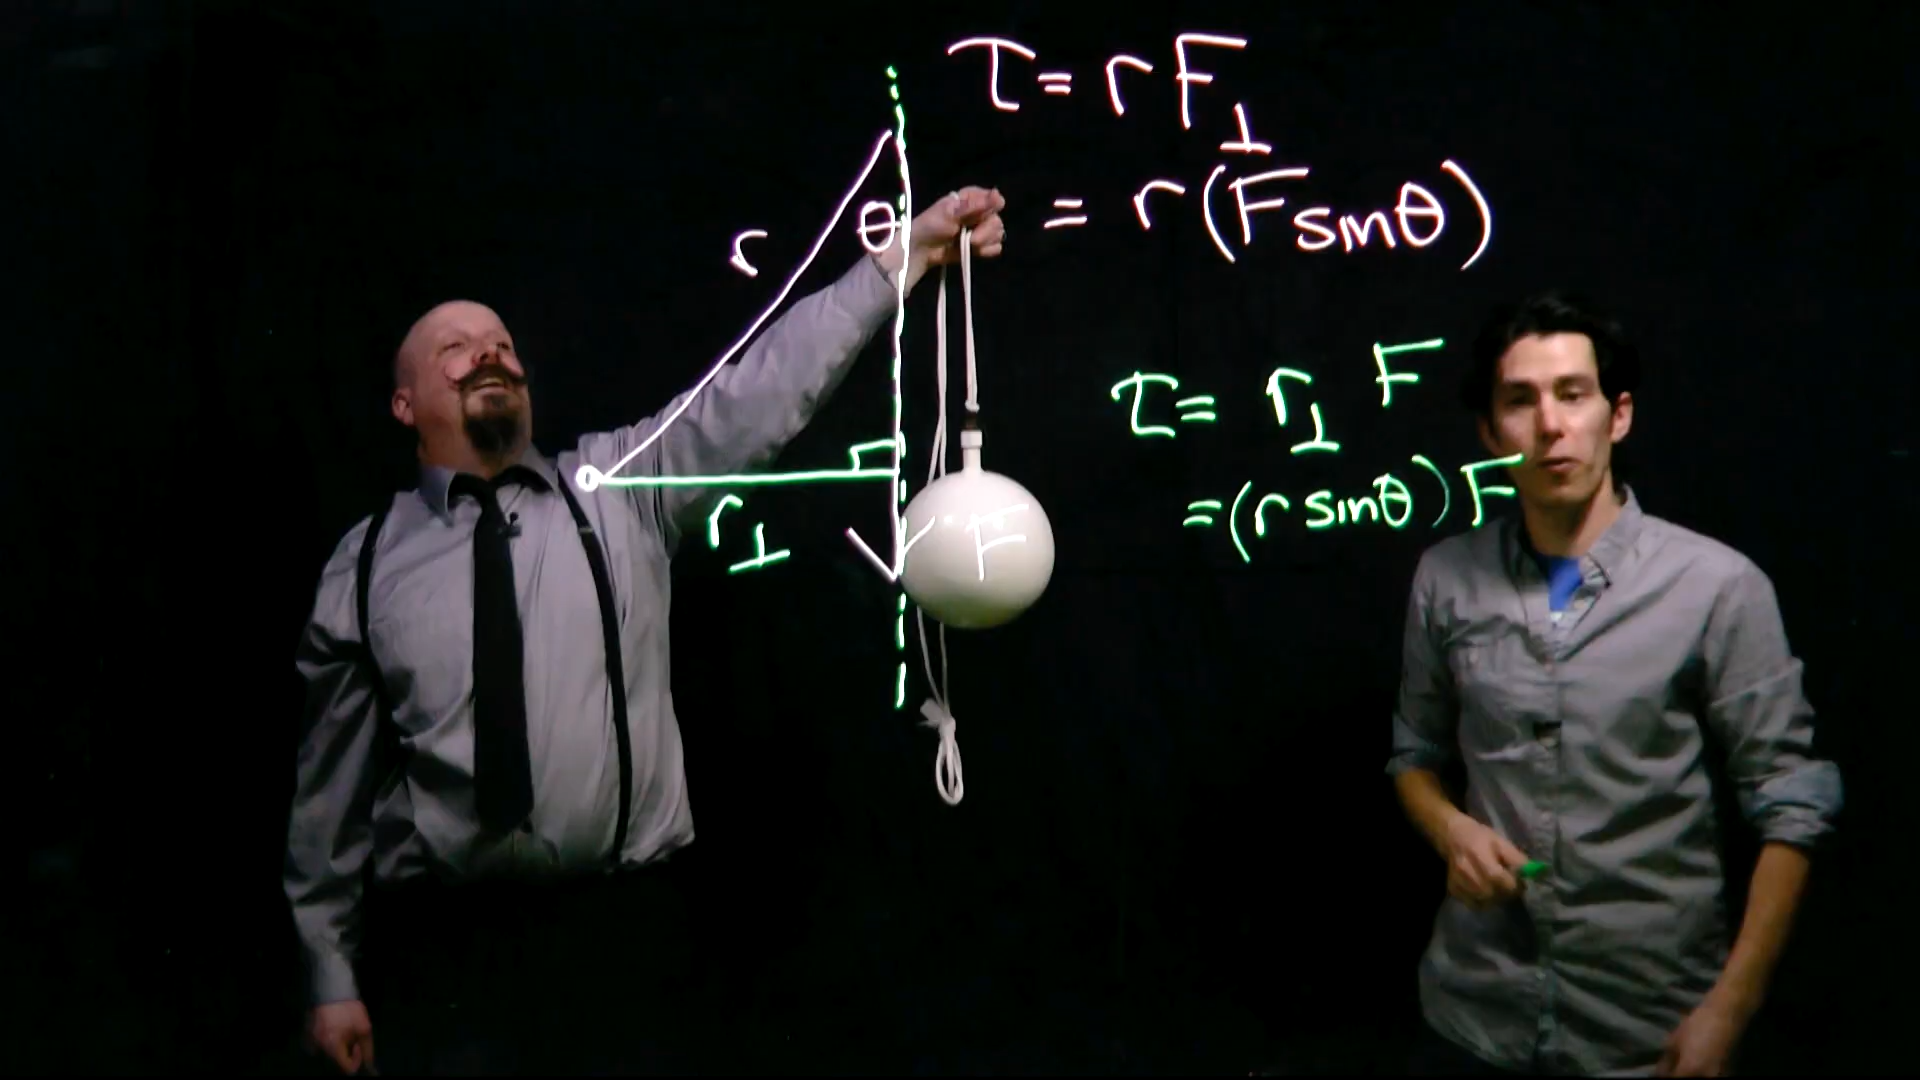 τ = r F⊥
= r (F sinθ)
r
θ
τ = r⊥ F
= (r sinθ) F
r⊥
F